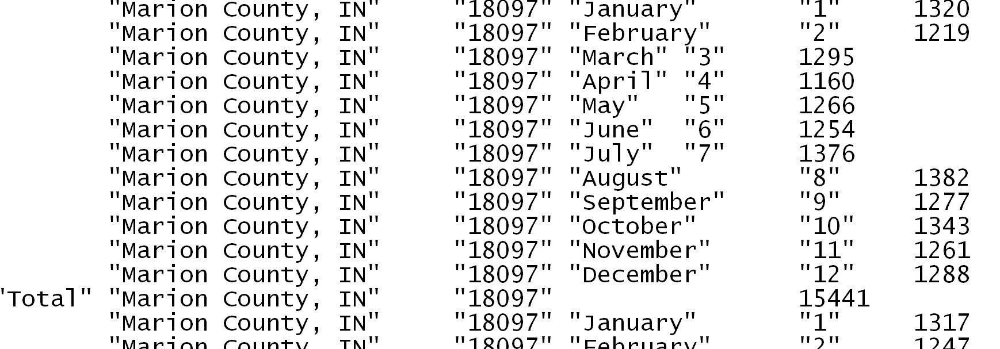 "Marion County, IN" "18097" "January" "1" 1320
"Marion County, IN" "18097" "February" "2" 1219
"Marion County, IN" "18097" "March" "3" 1295
"Marion County, IN" "18097" "April" "4" 1160
"Marion County, IN" "18097" "May" "5" 1266
"Marion County, IN" "18097" "June" "6" 1254
"Marion County, IN" "18097" "July" "7" 1376
"Marion County, IN" "18097" "August" "8" 1382
"Marion County, IN" "18097" "September" "9" 1277
"Marion County, IN" "18097" "October" "10" 1343
"Marion County, IN" "18097" "November" "11" 1261
"Marion County, IN" "18097" "December" "12" 1288
"Total" "Marion County, IN" "18097" 15441
"Marion County, IN" "18097" "January" "1" 1317
"Marion County, IN" "18097" "February" "2" 1247